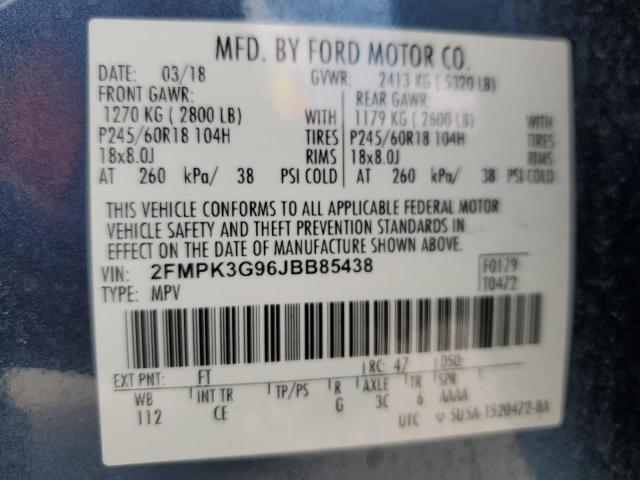 MFD. BY FORD MOTOR CO.
DATE: 03/18 GVWR: 2413 KG (5320 LB)
FRONT GAWR: REAR GAWR:
1270 KG (2800 LB) WITH 1179 KG (2600 LB) WITH
P245/60R18 104H TIRES P245/60R18 104H TIRES
18x8.0J RIMS 18x8.0J RIMS
AT 260 kPa/ 38 PSI COLD AT 260 kPa/ 38 PSI COLD
THIS VEHICLE CONFORMS TO ALL APPLICABLE FEDERAL MOTOR
VEHICLE SAFETY AND THEFT PREVENTION STANDARDS IN
EFFECT ON THE DATE OF MANUFACTURE SHOWN ABOVE.
VIN: 2FMPK3G96JBB85438 F0179
TYPE: MPV T0472
EXT PNT: FT RC: 47 DSO:
WB INT TR TP/PS R AXLE TR SPR
112 CE G 3C 6 AAAA
UTC 5U5A-1520472-BA